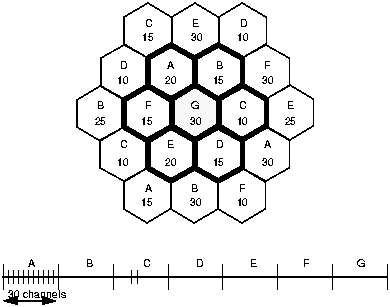 C E D
15 30 10
D A B F
10 20 15 30
B F G C E
25 15 30 10 25
C E D A
10 20 15 30
A B F
15 30 10
A B C D E F G
30 channels